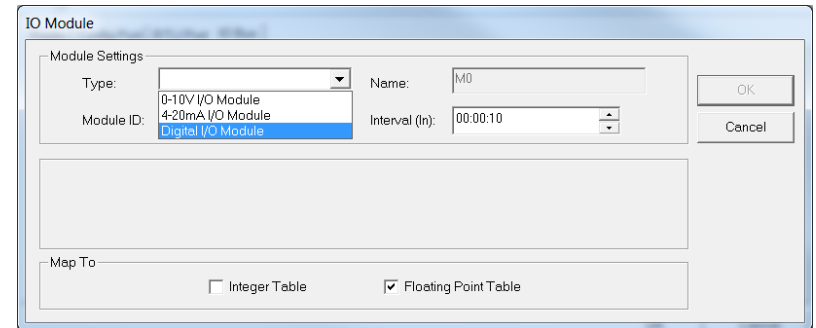 IO Module
Module Settings
Type:
Name: M0
0-10V I/O Module
4-20mA I/O Module
Digital I/O Module
Module ID:
Interval (In): 00:00:10
OK
Cancel
Map To
Integer Table
Floating Point Table